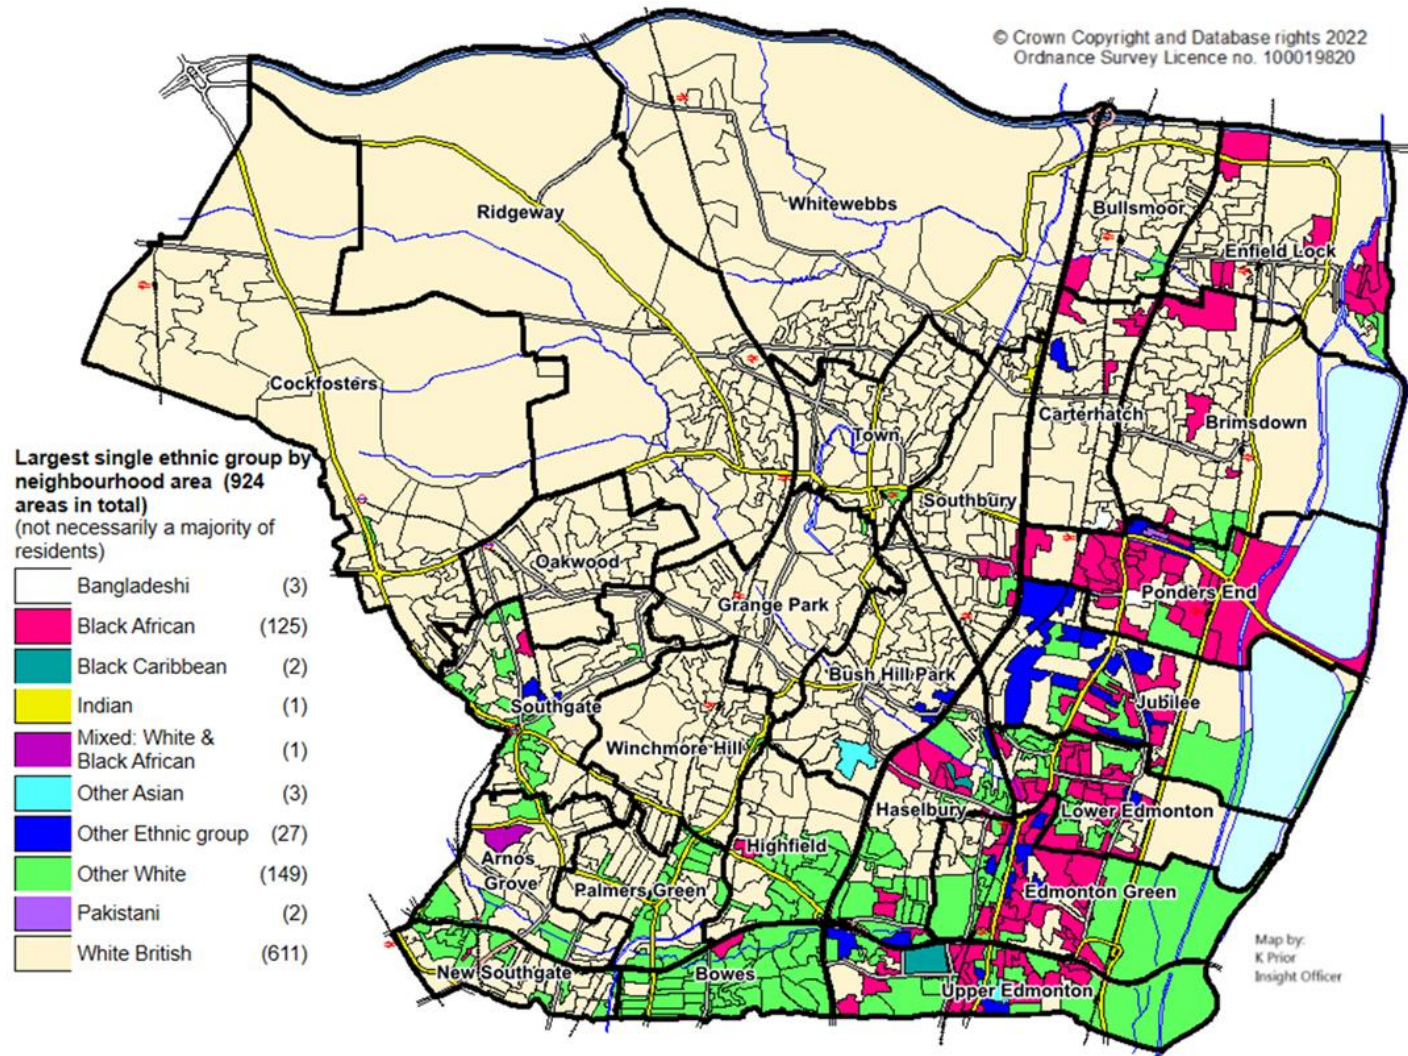 © Crown Copyright and Database rights 2022
Ordnance Survey Licence no. 100019820
Ridgeway
Whitewebbs
Bullsmoor
Enfield Lock
Cockfosters
Town
Carterhatch
Brimsdown
Southbury
Oakwood
Grange Park
Ponders End
Bush Hill Park
Jubilee
Southgate
Winchmore Hill
Haselbury
Lower Edmonton
Highfield
Arnos
Grove
Palmers Green
Edmonton Green
New Southgate
Bowes
Upper Edmonton
Largest single ethnic group by
neighbourhood area (924
areas in total)
(not necessarily a majority of
residents)
Bangladeshi (3)
Black African (125)
Black Caribbean (2)
Indian (1)
Mixed: White &
Black African (1)
Other Asian (3)
Other Ethnic group (27)
Other White (149)
Pakistani (2)
White British (611)
Map by:
K Prior
Insight Officer